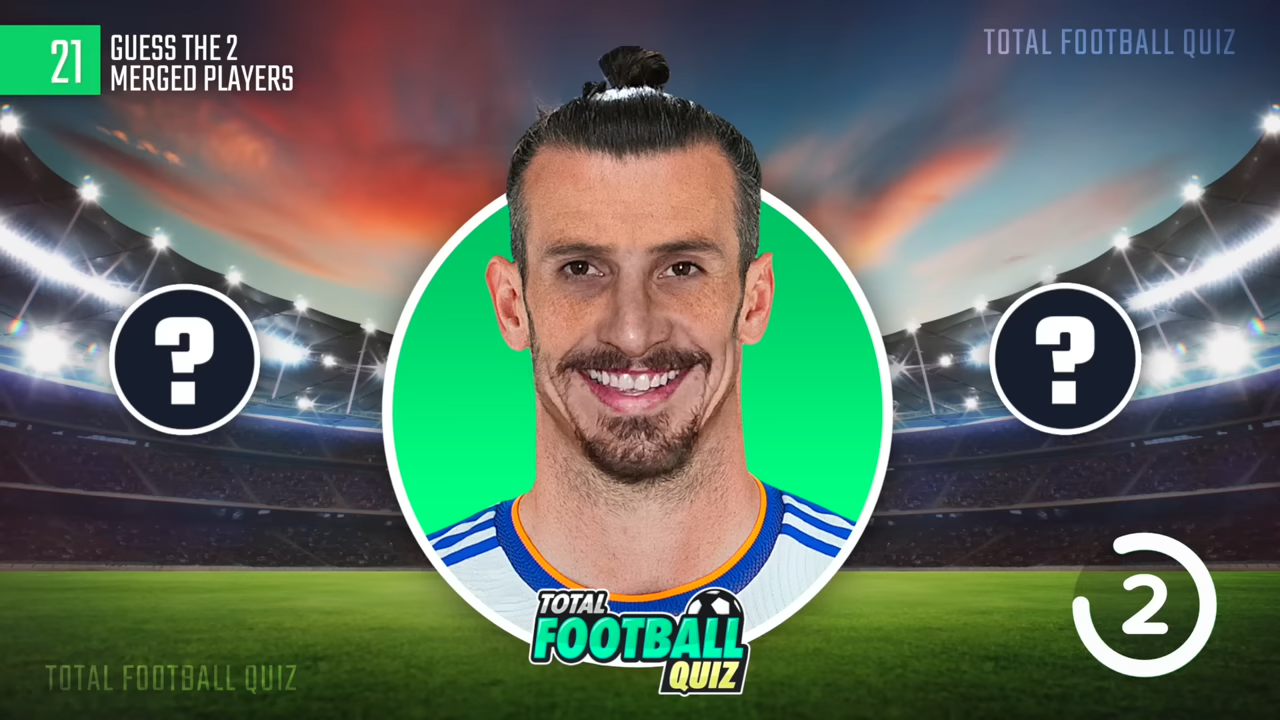 21
GUESS THE 2
MERGED PLAYERS
TOTAL FOOTBALL QUIZ
?
?
2
TOTAL
FOOTBALL
QUIZ
TOTAL FOOTBALL QUIZ